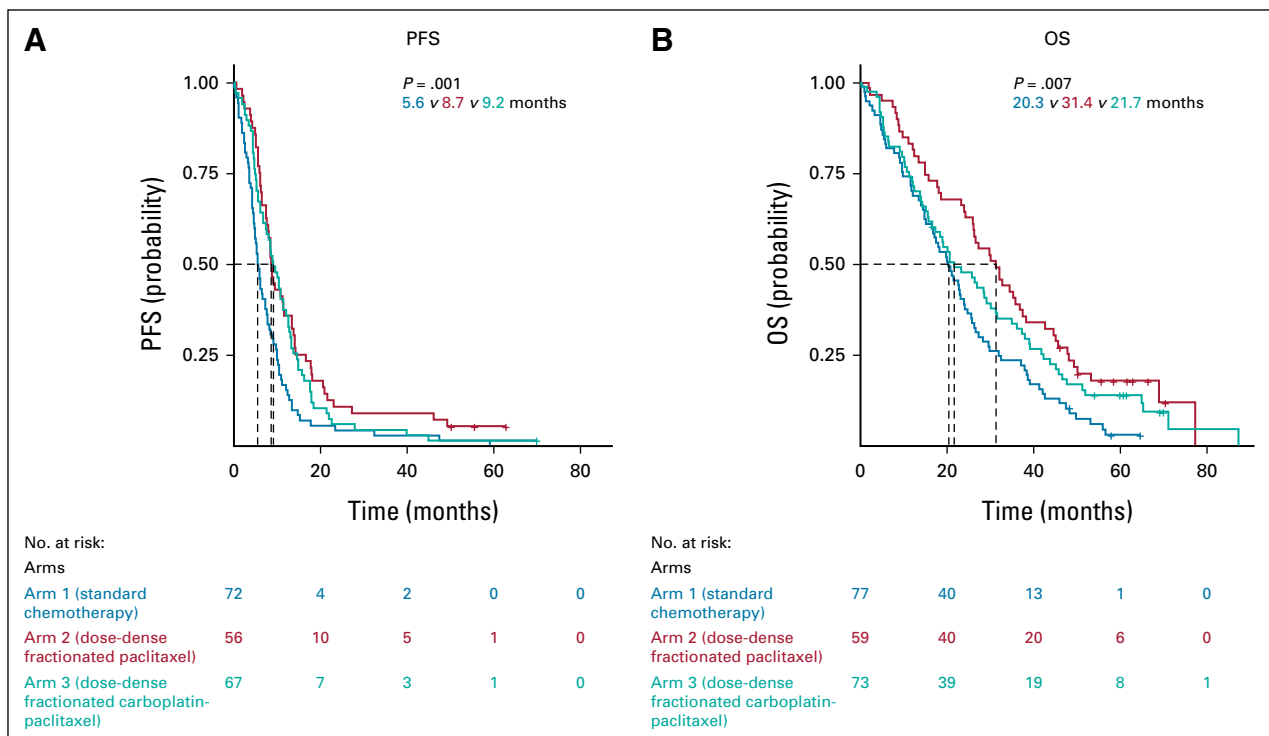 A
PFS
P = .001
5.6 v 8.7 v 9.2 months
1.00
0.75
0.50
0.25
PFS (probability)
0 20 40 60 80
Time (months)
No. at risk:
Arms
Arm 1 (standard
chemotherapy)
72 4 2 0 0
Arm 2 (dose-dense
fractionated paclitaxel)
56 10 5 1 0
Arm 3 (dose-dense
fractionated carboplatin-
paclitaxel)
67 7 3 1 0
B
OS
P = .007
20.3 v 31.4 v 21.7 months
1.00
0.75
0.50
0.25
OS (probability)
0 20 40 60 80
Time (months)
No. at risk:
Arms
Arm 1 (standard
chemotherapy)
77 40 13 1 0
Arm 2 (dose-dense
fractionated paclitaxel)
59 40 20 6 0
Arm 3 (dose-dense
fractionated carboplatin-
paclitaxel)
73 39 19 8 1